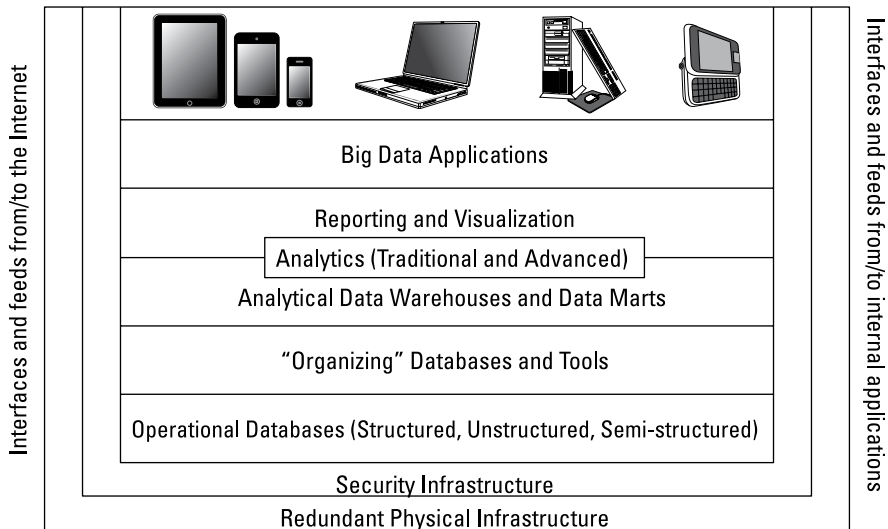 Interfaces and feeds from/to the Internet
Big Data Applications
Reporting and Visualization
Analytics (Traditional and Advanced)
Analytical Data Warehouses and Data Marts
“Organizing” Databases and Tools
Operational Databases (Structured, Unstructured, Semi-structured)
Security Infrastructure
Redundant Physical Infrastructure
Interfaces and feeds from/to internal applications